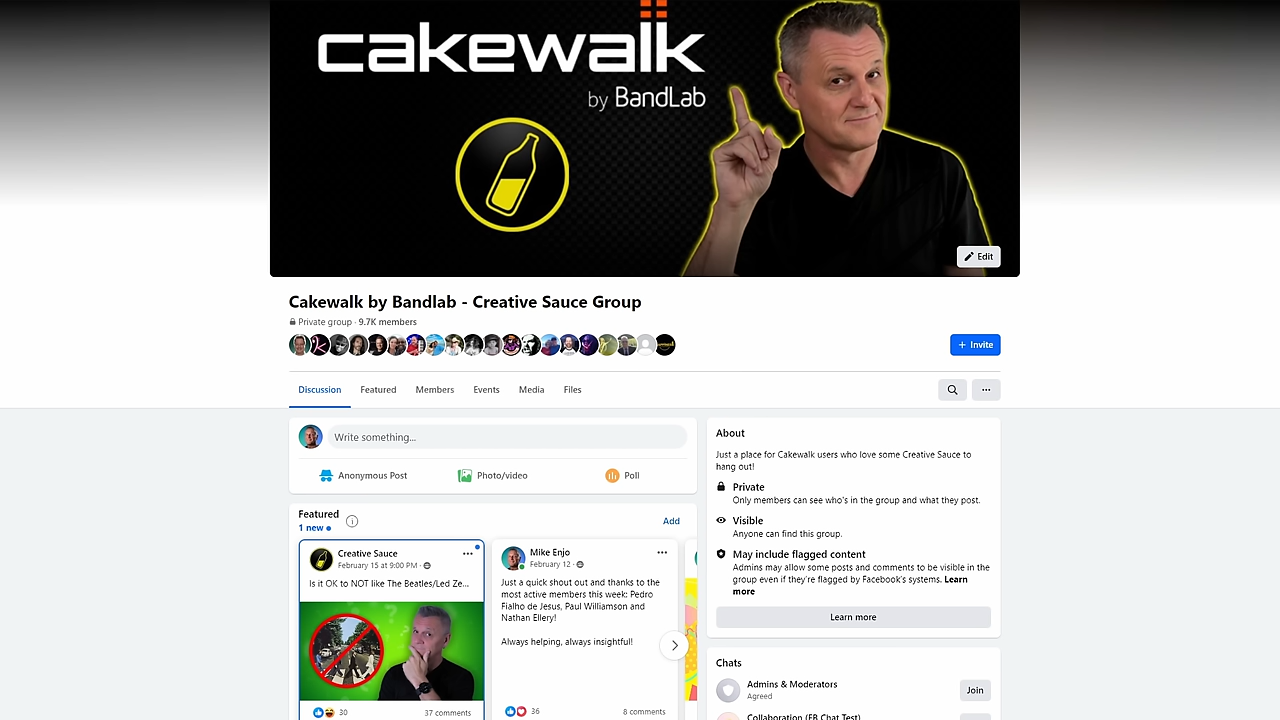 cakewalk
by BandLab
Edit
Cakewalk by Bandlab - Creative Sauce Group
Private group · 9.7K members
+ Invite
Discussion
Featured
Members
Events
Media
Files
Write something...
Anonymous Post
Photo/video
Poll
Featured
1 new
Add
Creative Sauce
February 15 at 9:00 PM ·
Is it OK to NOT like The Beatles/Led Ze...
30
37 comments
Mike Enjo
February 12 ·
Just a quick shout out and thanks to the
most active members this week: Pedro
Fialho de Jesus, Paul Williamson and
Nathan Ellery!
Always helping, always insightful!
36
8 comments
About
Just a place for Cakewalk users who love some Creative Sauce to
hang out!
Private
Only members can see who's in the group and what they post.
Visible
Anyone can find this group.
May include flagged content
Admins may allow some posts and comments to be visible in the
group even if they're flagged by Facebook's systems. Learn
more
Learn more
Chats
Admins & Moderators
Agreed
Join
Collaboration (FB Chat Test)